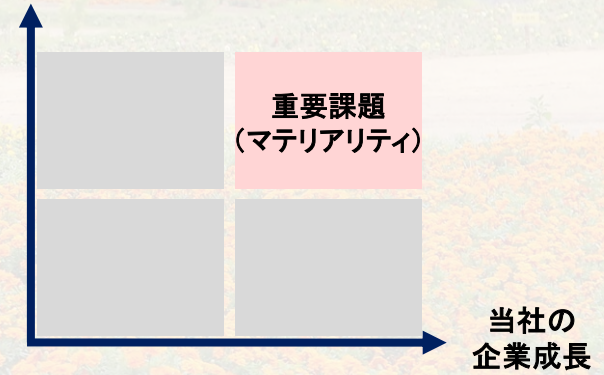 重要課題
（マテリアリティ）
当社の
企業成長